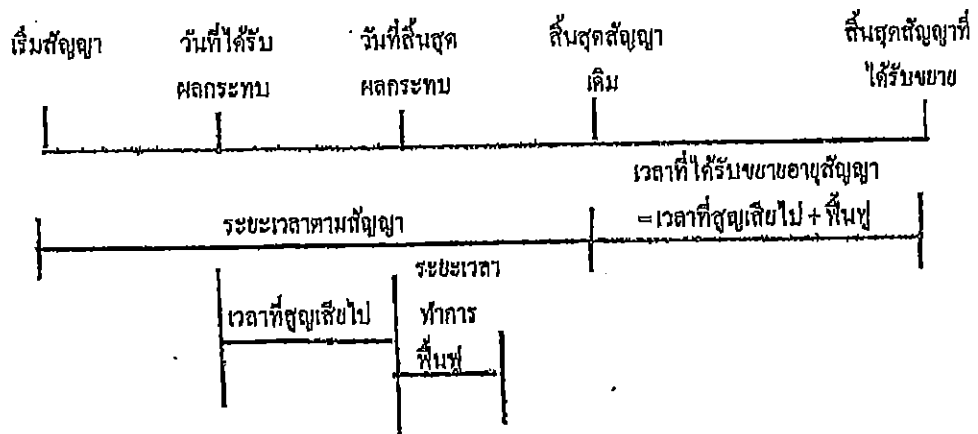 เริ่มสัญญา
วันที่ได้รับ
ผลกระทบ
วันที่สิ้นสุด
ผลกระทบ
สิ้นสุดสัญญา
เดิม
สิ้นสุดสัญญาที่
ได้รับขยาย
เวลาที่ได้รับขยายอายุสัญญา
=เวลาที่สูญเสียไป + ฟื้นฟู
ระยะเวลาตามสัญญา
เวลาที่สูญเสียไป
ระยะเวลา
ทำการ
ฟื้นฟู